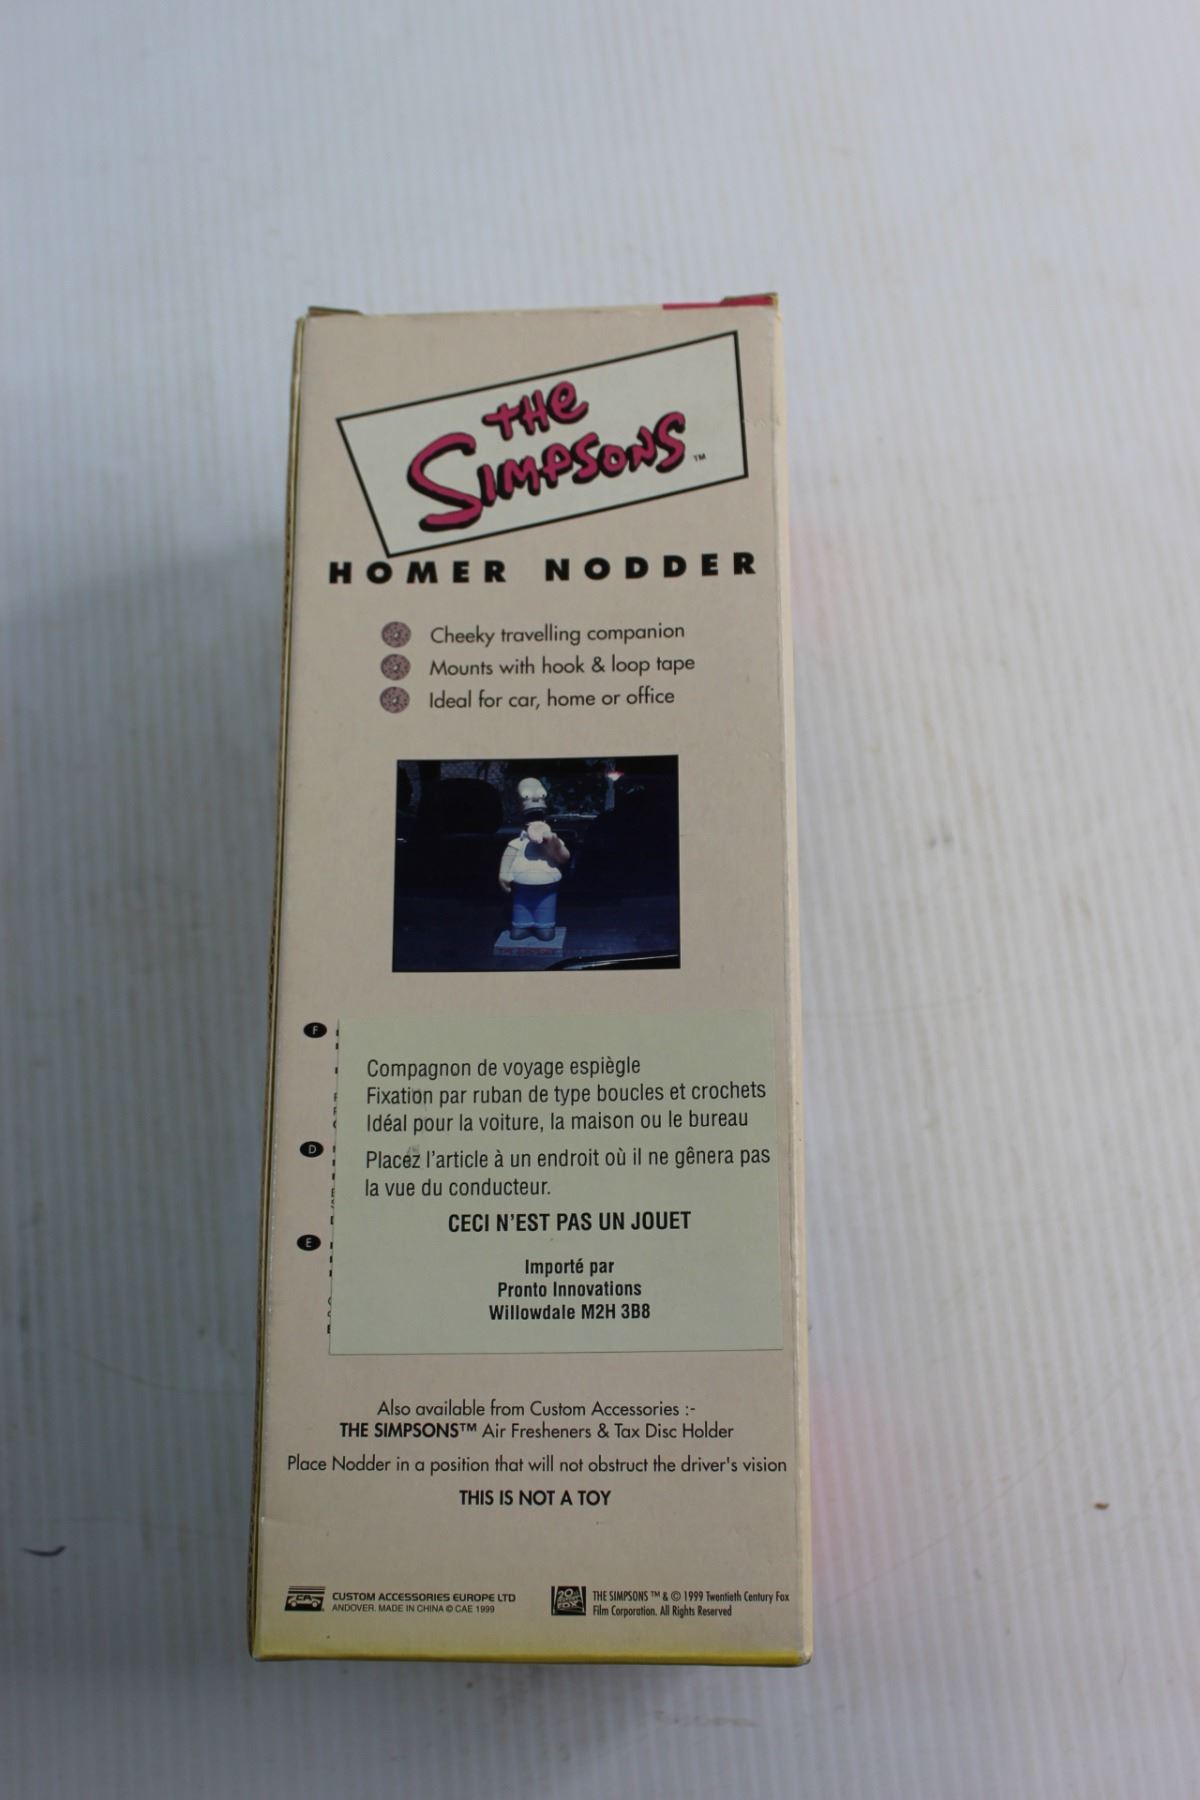 THE
SIMPSONS™
HOMER NODDER
Cheeky travelling companion
Mounts with hook & loop tape
Ideal for car, home or office
F
Compagnon de voyage espiègle
Fixation par ruban de type boucles et crochets
Idéal pour la voiture, la maison ou le bureau
D
Placez l'article à un endroit où il ne gênera pas
la vue du conducteur.
CECI N'EST PAS UN JOUET
E
Importé par
Pronto Innovations
Willowdale M2H 3B8
Also available from Custom Accessories :-
THE SIMPSONS™ Air Fresheners & Tax Disc Holder
Place Nodder in a position that will not obstruct the driver's vision
THIS IS NOT A TOY
CAE
CUSTOM ACCESSORIES EUROPE LTD
ANDOVER. MADE IN CHINA © CAE 1999
THE SIMPSONS ™ & © 1999 Twentieth Century Fox
Film Corporation. All Rights Reserved